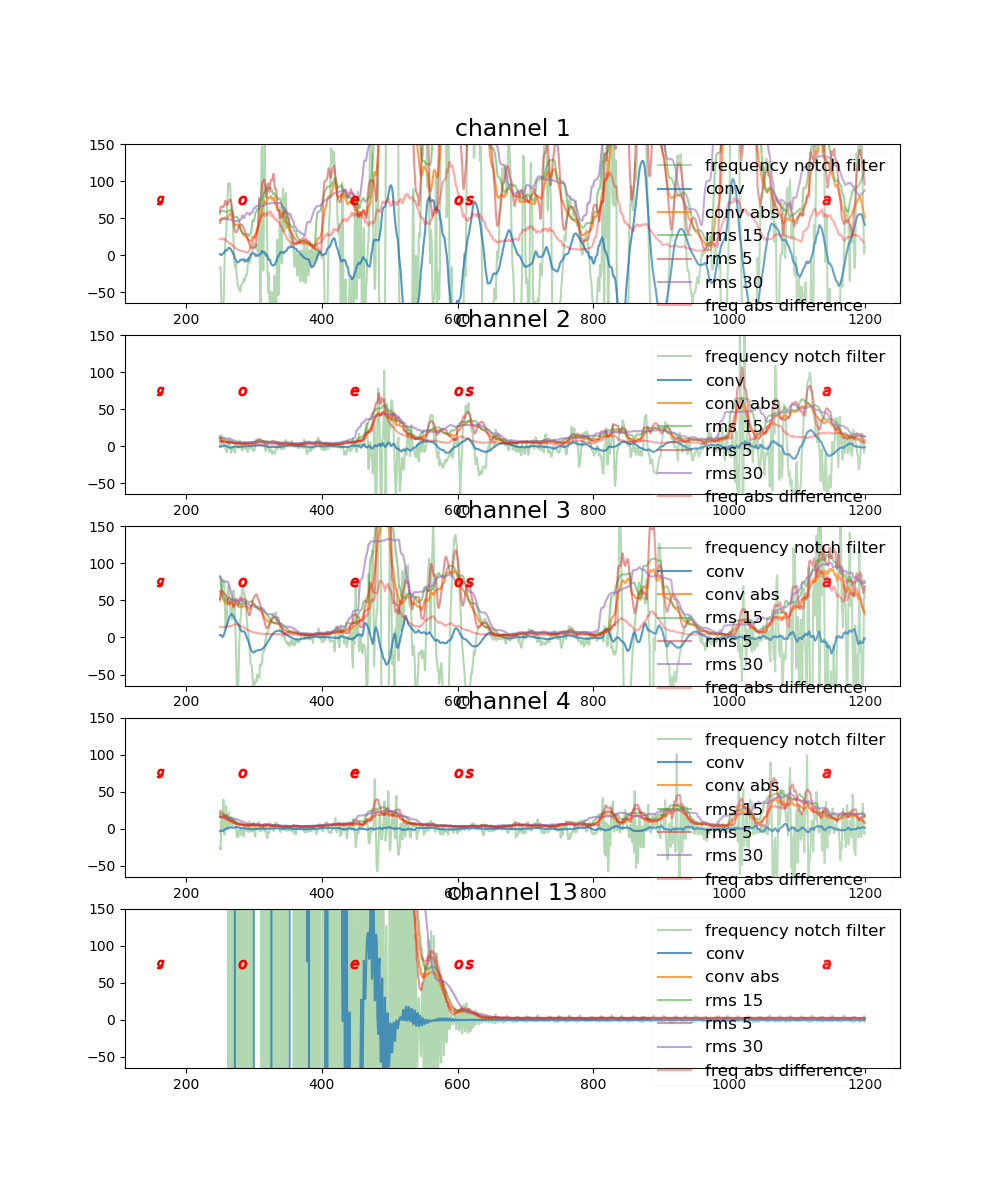 channel 1
150
100
50
0
−50
g o e o s a
frequency notch filter
conv
conv abs
rms 15
rms 5
rms 30
freq abs difference
200 400 600 800 1000 1200
channel 2
150
100
50
0
−50
g o e o s a
frequency notch filter
conv
conv abs
rms 15
rms 5
rms 30
freq abs difference
200 400 600 800 1000 1200
channel 3
150
100
50
0
−50
g o e o s a
frequency notch filter
conv
conv abs
rms 15
rms 5
rms 30
freq abs difference
200 400 600 800 1000 1200
channel 4
150
100
50
0
−50
g o e o s a
frequency notch filter
conv
conv abs
rms 15
rms 5
rms 30
freq abs difference
200 400 600 800 1000 1200
channel 13
150
100
50
0
−50
g o e o s a
frequency notch filter
conv
conv abs
rms 15
rms 5
rms 30
freq abs difference
200 400 600 800 1000 1200